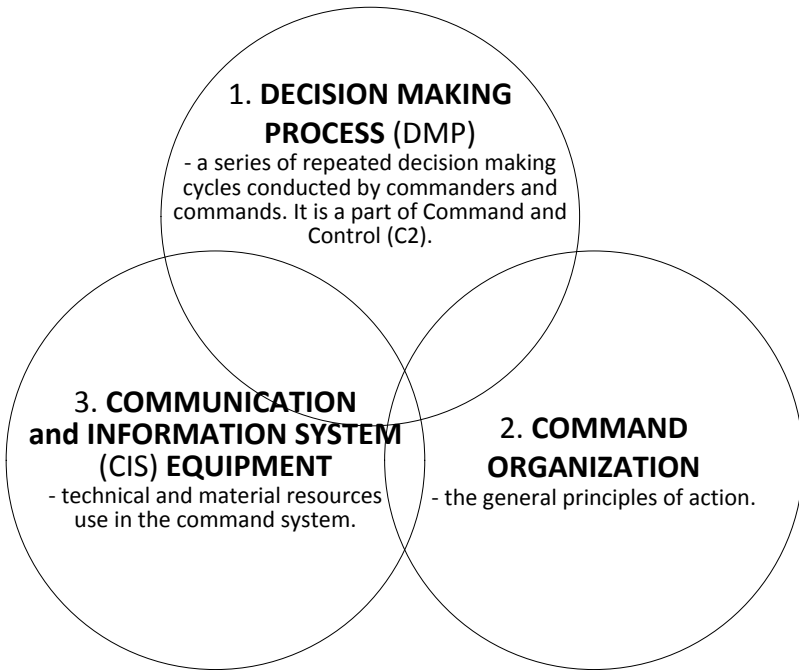 1. DECISION MAKING
PROCESS (DMP)
- a series of repeated decision making
cycles conducted by commanders and
commands. It is a part of Command and
Control (C2).
3. COMMUNICATION
and INFORMATION SYSTEM
(CIS) EQUIPMENT
- technical and material resources
use in the command system.
2. COMMAND
ORGANIZATION
- the general principles of action.